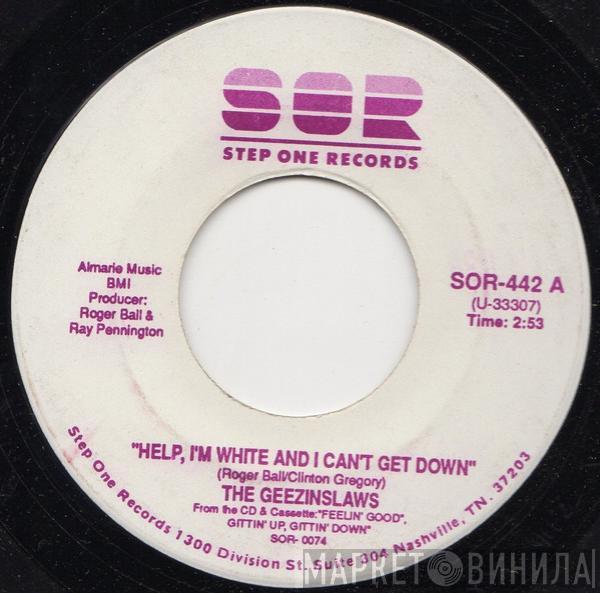 SOR
STEP ONE RECORDS
Almarie Music
BMI
Producer:
Roger Ball &
Ray Pennington
SOR-442 A
(U-33307)
Time: 2:53
"HELP, I'M WHITE AND I CAN'T GET DOWN"
(Roger Ball/Clinton Gregory)
THE GEEZINSLAWS
From the CD & Cassette:"FEELIN' GOOD",
GITTIN' UP, GITTIN' DOWN"
SOR- 0074
Step One Records 1300 Division St. Suite 304 Nashville, TN. 37203
МАРКЕТ ВИНИЛА